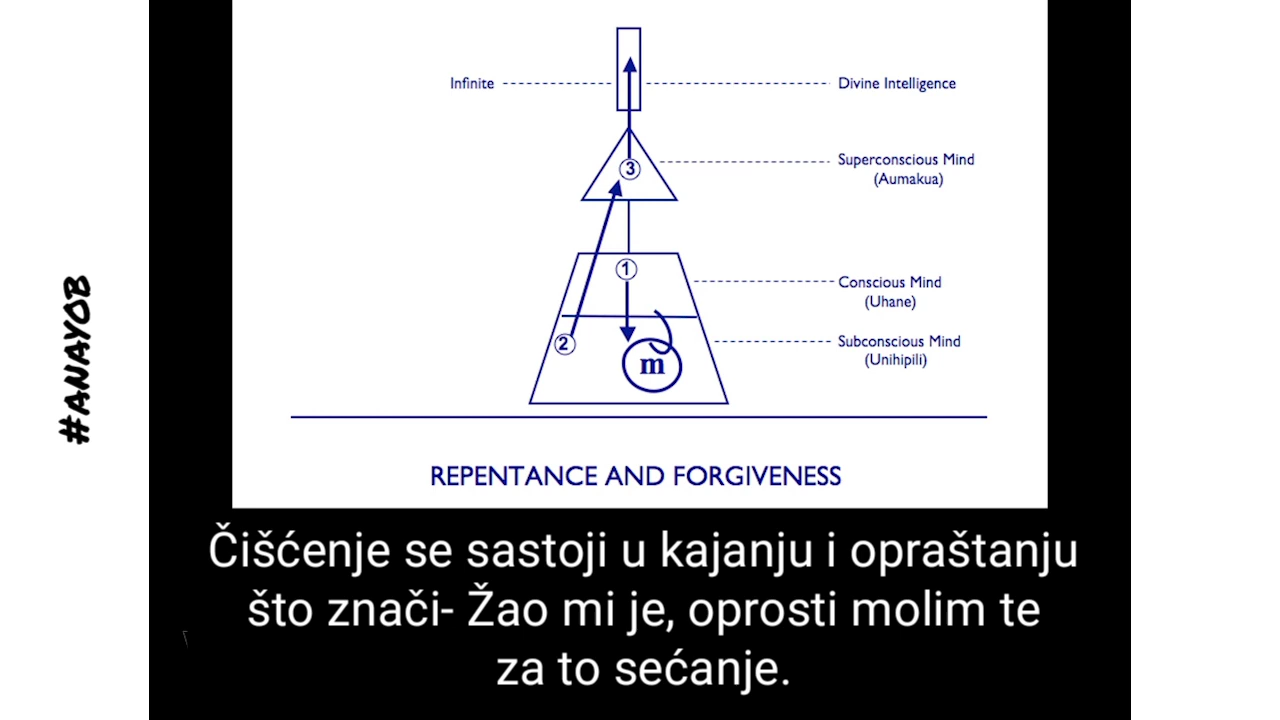 #ANAYOB
Infinite
Divine Intelligence
3
Superconscious Mind
(Aumakua)
1
Conscious Mind
(Uhane)
2
m
Subconscious Mind
(Unihipili)
REPENTANCE AND FORGIVENESS
Čišćenje se sastoji u kajanju i opraštanju
što znači- Žao mi je, oprosti molim te
za to sećanje.